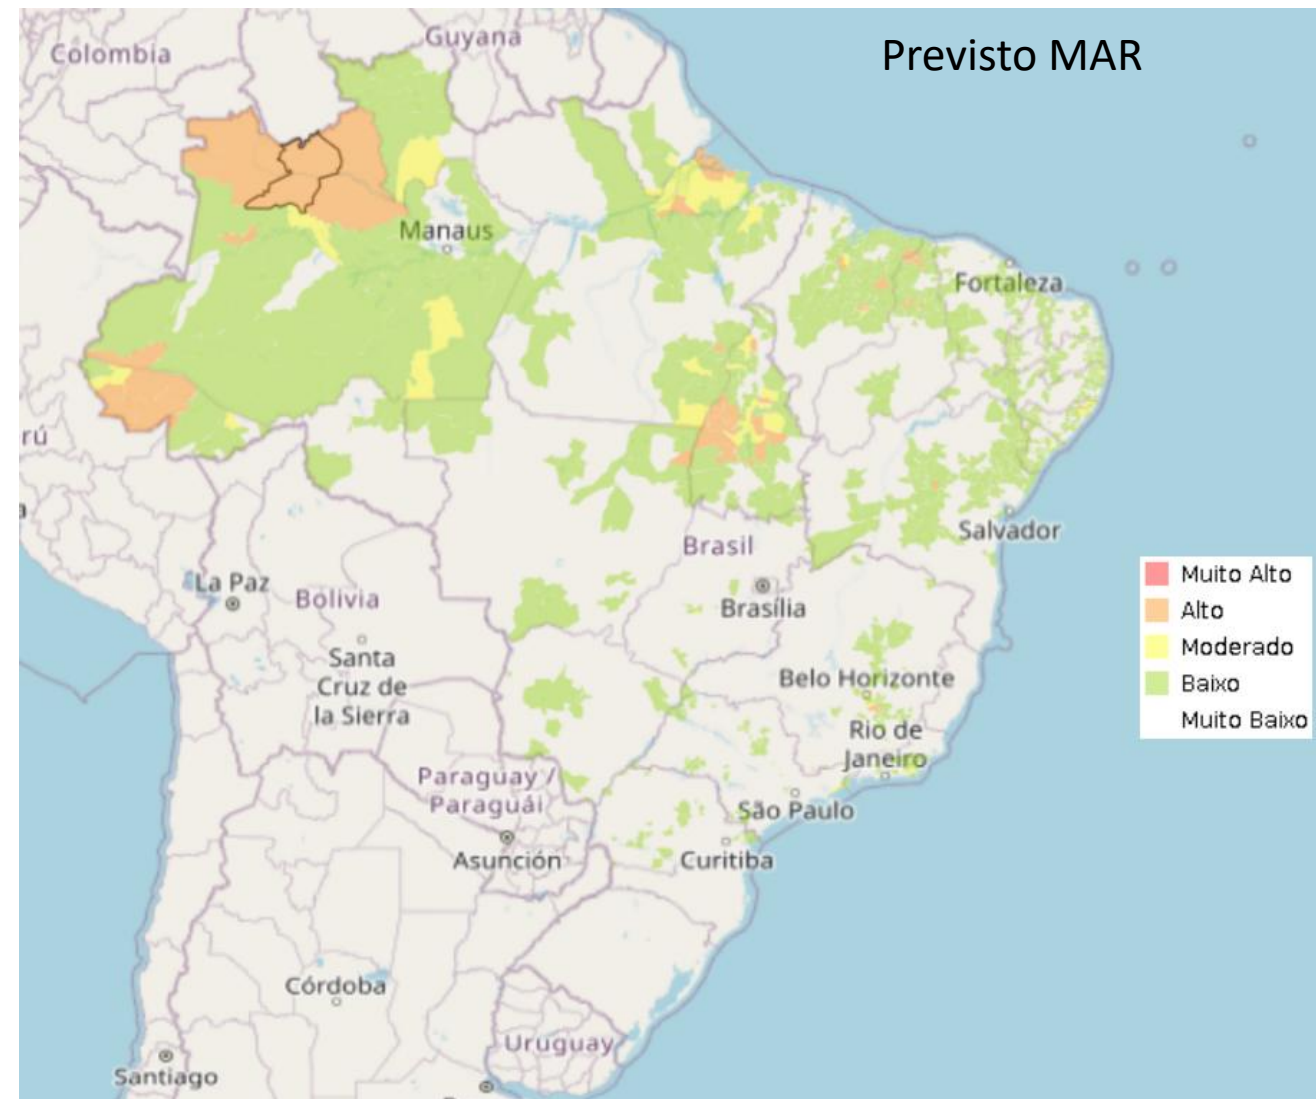 Previsto MAR
Guyana
Colombia
Manaus
Fortaleza
rú
Salvador
Brasil
La Paz
Bolivia
Brasília
Santa
Cruz de
la Sierra
Belo Horizonte
Rio de
Janeiro
Paraguay /
Paraguái
São Paulo
Asunción
Curitiba
Córdoba
Uruguay
Santiago
Muito Alto
Alto
Moderado
Baixo
Muito Baixo